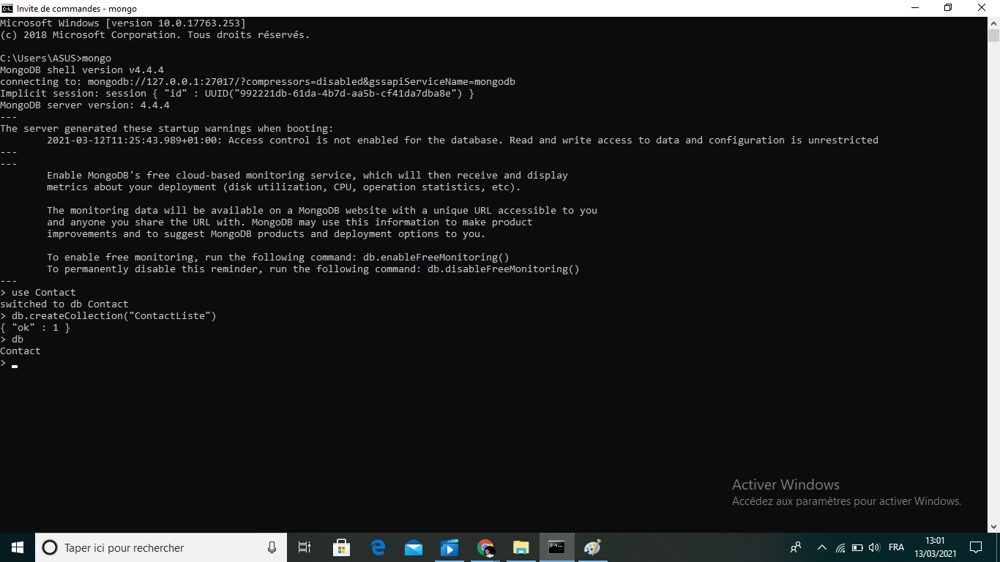 Invite de commandes - mongo
Microsoft Windows [version 10.0.17763.253]
(c) 2018 Microsoft Corporation. Tous droits réservés.
C:\Users\ASUS>mongo
MongoDB shell version v4.4.4
connecting to: mongodb://127.0.0.1:27017/?compressors=disabled&gssapiServiceName=mongodb
Implicit session: session { "id" : UUID("992221db-61da-4b7d-aa5b-cf41da7dba8e") }
MongoDB server version: 4.4.4
---
The server generated these startup warnings when booting:
2021-03-12T11:25:43.989+01:00: Access control is not enabled for the database. Read and write access to data and configuration is unrestricted
---
---
Enable MongoDB's free cloud-based monitoring service, which will then receive and display
metrics about your deployment (disk utilization, CPU, operation statistics, etc).
The monitoring data will be available on a MongoDB website with a unique URL accessible to you
and anyone you share the URL with. MongoDB may use this information to make product
improvements and to suggest MongoDB products and deployment options to you.
To enable free monitoring, run the following command: db.enableFreeMonitoring()
To permanently disable this reminder, run the following command: db.disableFreeMonitoring()
---
> use Contact
switched to db Contact
> db.createCollection("ContactListe")
{ "ok" : 1 }
> db
Contact
>
Activer Windows
Accédez aux paramètres pour activer Windows.
Taper ici pour rechercher
FRA
13:01
13/03/2021